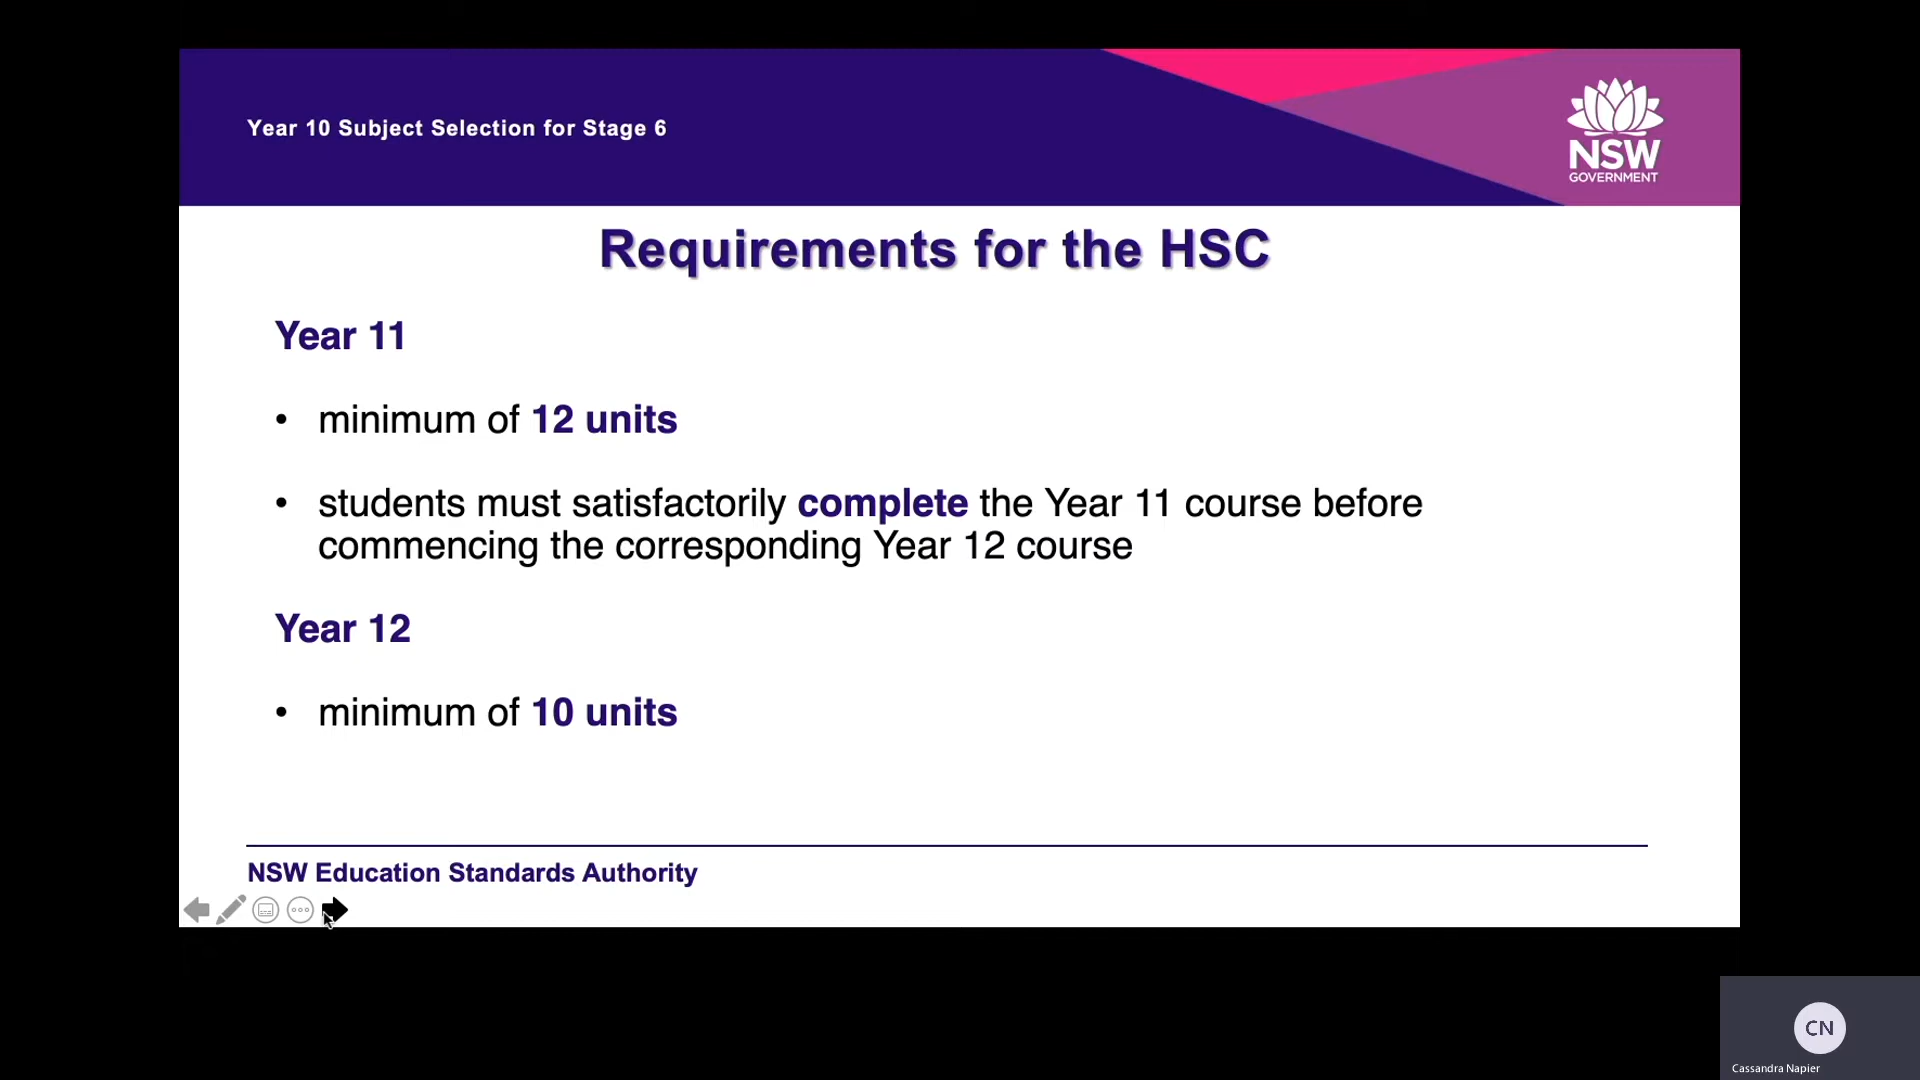 Year 10 Subject Selection for Stage 6
NSW
GOVERNMENT
Requirements for the HSC
Year 11
• minimum of 12 units
• students must satisfactorily complete the Year 11 course before
commencing the corresponding Year 12 course
Year 12
• minimum of 10 units
NSW Education Standards Authority
CN
Cassandra Napier